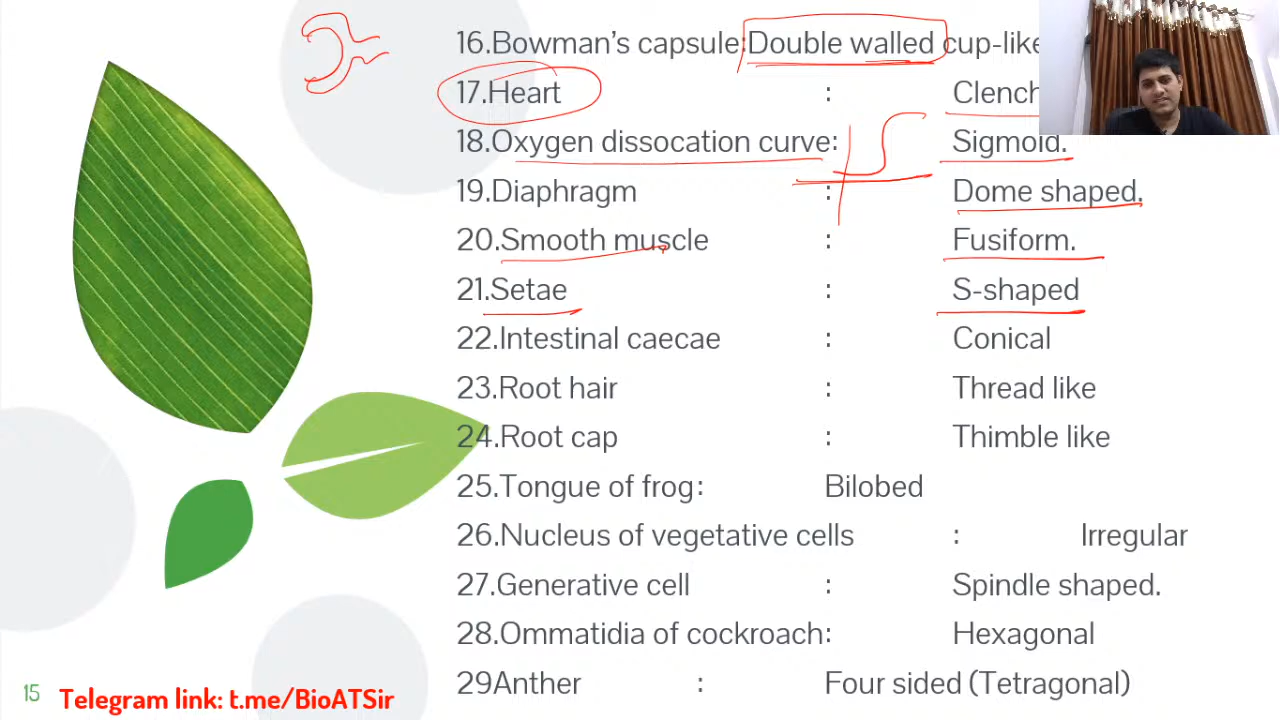 16.Bowman's capsule:Double walled cup-like
17.Heart : Clench
18.Oxygen dissocation curve: Sigmoid.
19.Diaphragm : Dome shaped.
20.Smooth muscle : Fusiform.
21.Setae : S-shaped
22.Intestinal caecae : Conical
23.Root hair : Thread like
24.Root cap : Thimble like
25.Tongue of frog: Bilobed
26.Nucleus of vegetative cells : Irregular
27.Generative cell : Spindle shaped.
28.Ommatidia of cockroach: Hexagonal
29Anther : Four sided (Tetragonal)
15 Telegram link: t.me/BioATSir